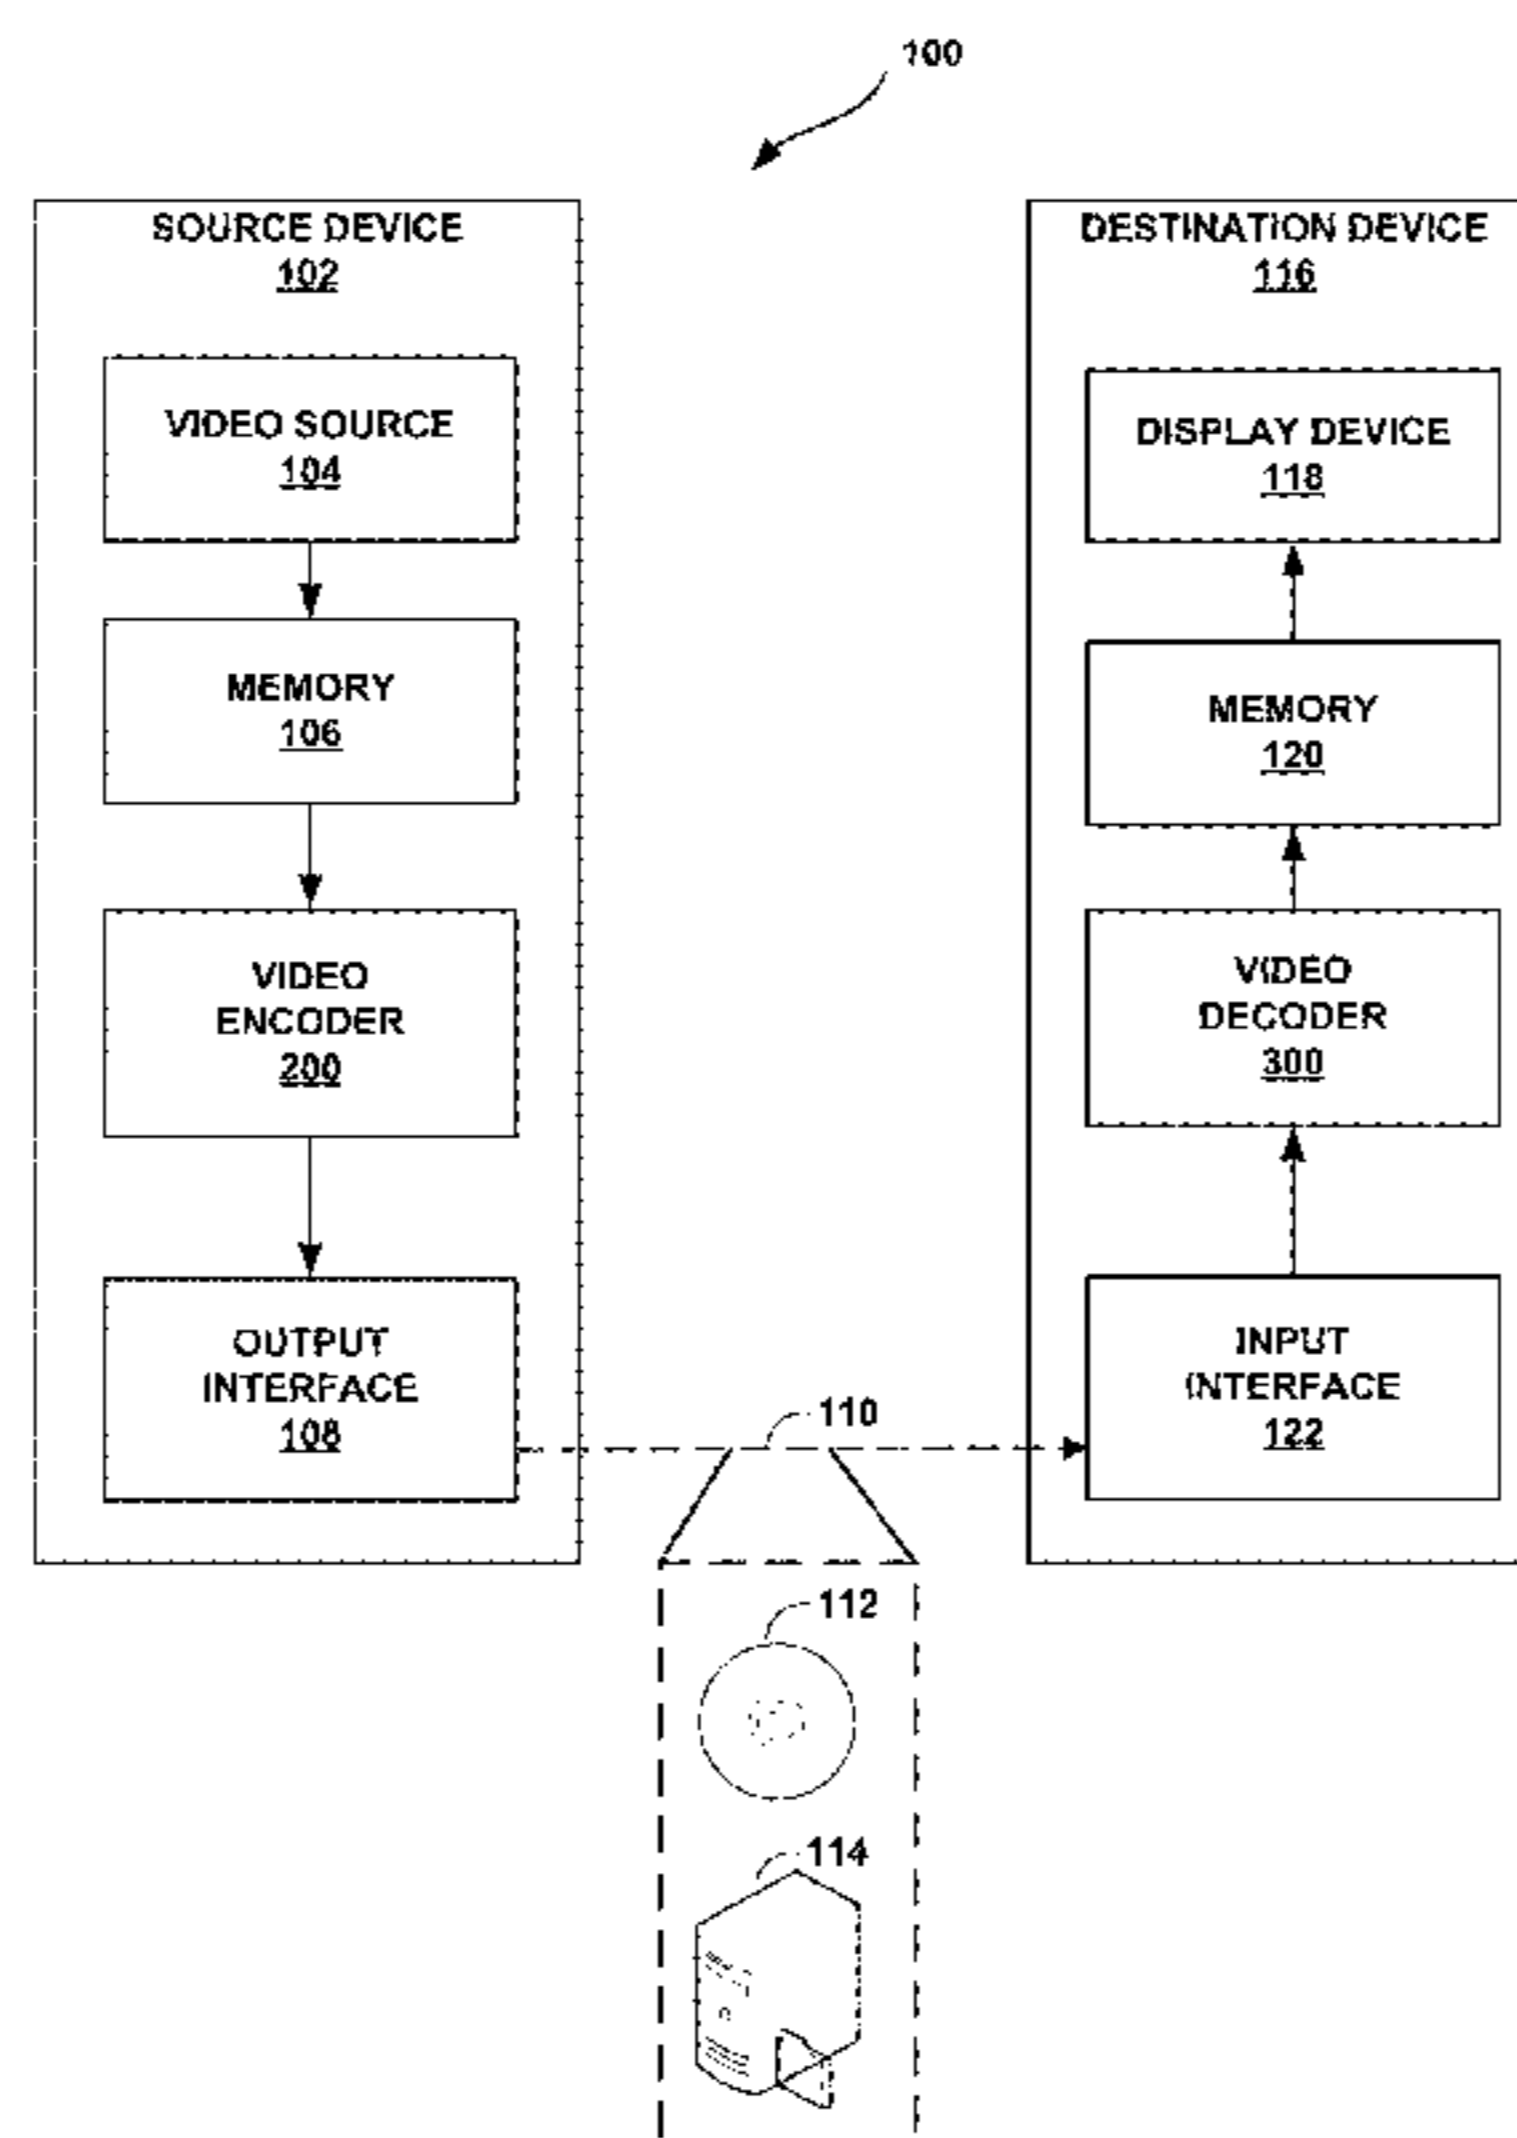 100
SOURCE DEVICE
102
VIDEO SOURCE
104
MEMORY
106
VIDEO
ENCODER
200
OUTPUT
INTERFACE
108
110
112
114
DESTINATION DEVICE
116
DISPLAY DEVICE
118
MEMORY
120
VIDEO
DECODER
300
INPUT
INTERFACE
122